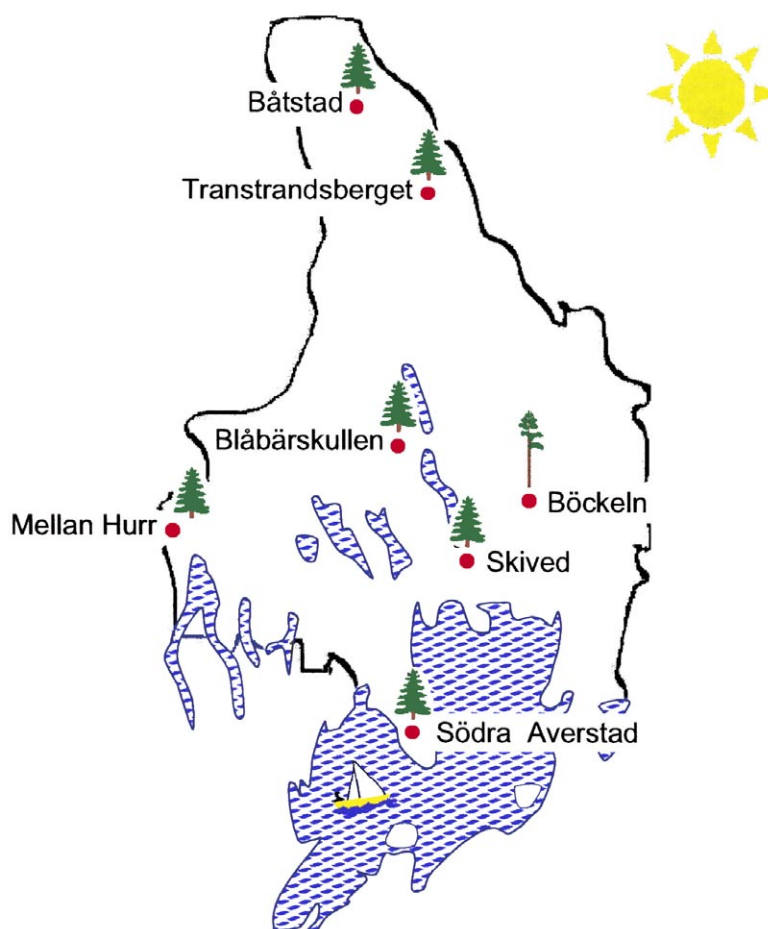 Båtstad
Transtrandsberget
Blåbärskullen
Böckeln
Mellan Hurr
Skived
Södra Averstad